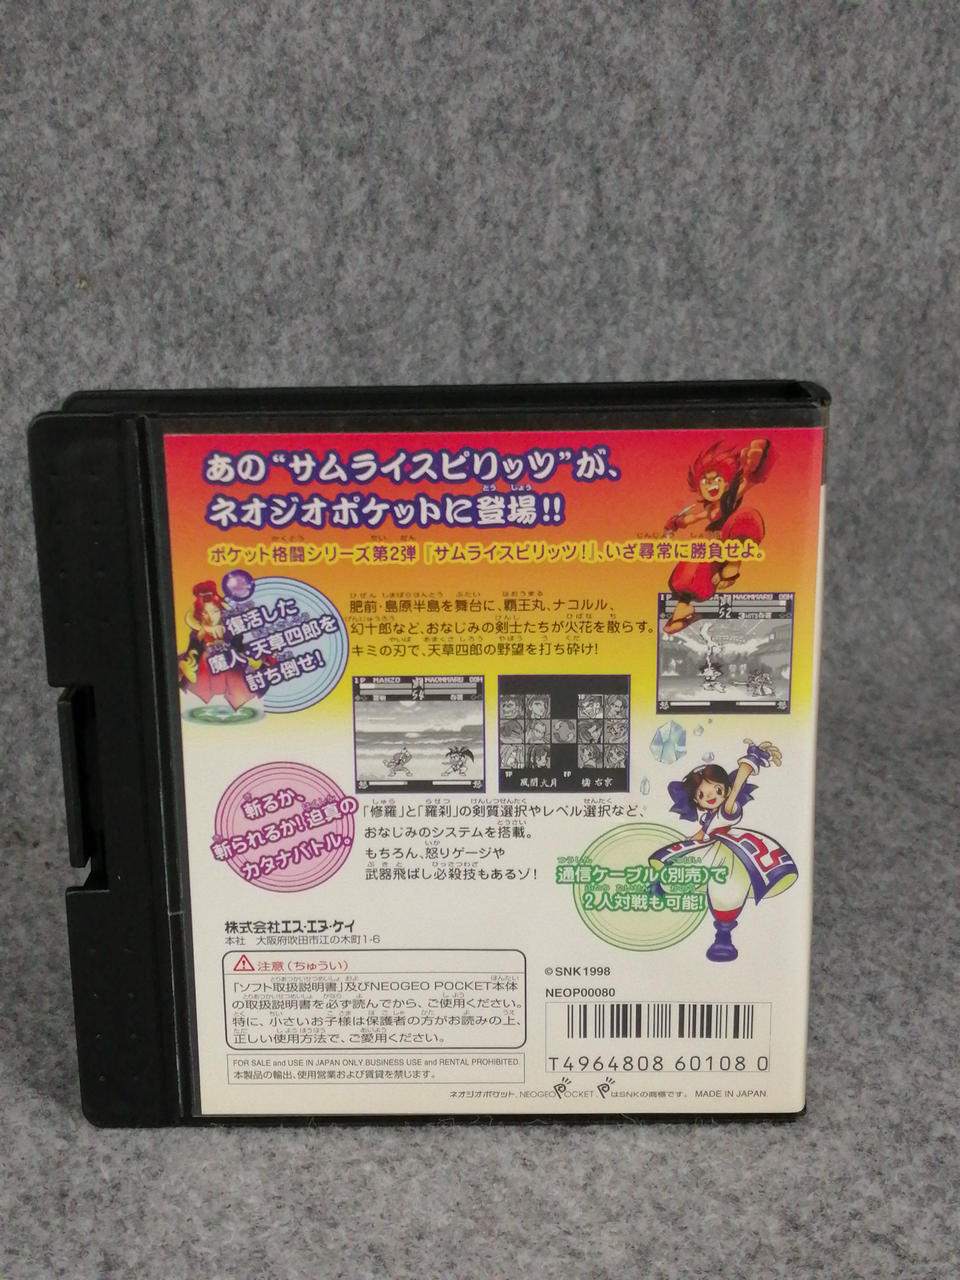 あの“サムライスピリッツ”が、
ネオジオポケットに登場!!
ポケット格闘シリーズ第2弾『サムライスピリッツ!』、いざ尋常に勝負せよ。
復活した
魔人・天草四郎を
討ち倒せ!
肥前・島原半島を舞台に、覇王丸、ナコルル、
幻十郎など、おなじみの剣士たちが火花を散らす。
キミの刃で、天草四郎の野望を打ち砕け!
1P HANZO HAOHMARU COM
54
HAOHMARU COM
52
風間火月 橘右京
斬るか、
斬られるか!迫真の
カタナバトル。
「修羅」と「羅刹」の剣質選択やレベル選択など、
おなじみのシステムを搭載。
もちろん、怒りゲージや
武器飛ばし必殺技もあるゾ!
通信ケーブル(別売)で
2人対戦も可能!
株式会社エス・エヌ・ケイ
本社 大阪府吹田市江の木町1-6
注意(ちゅうい)
「ソフト取扱説明書」及びNEOGEO POCKET本体
の取扱説明書を必ず読んでから、ご使用ください。
特に、小さいお子様は保護者の方がお読みの上、
正しい使用方法で、ご愛用ください。
FOR SALE and USE IN JAPAN ONLY. BUSINESS USE and RENTAL PROHIBITED.
本製品の輸出、使用営業および賃貸を禁じます。
©SNK1998
NEOP00080
T4964808 60108 0
ネオジオポケット、NEOGEO POCKET、PはSNKの商標です。 MADE IN JAPAN